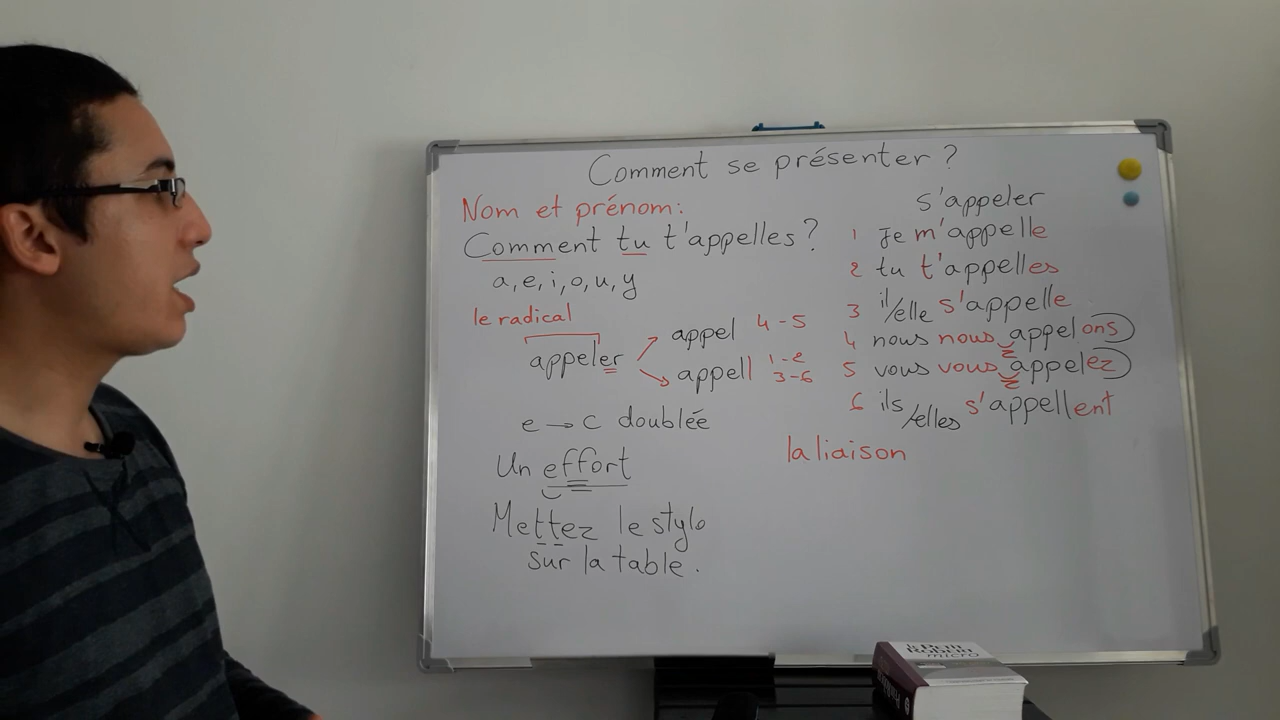 Comment se présenter ?
Nom et prénom:
Comment tu t'appelles ?
a, e, i, o, u, y
le radical
appeler
appel 4-5
appell 1-2
3-6
e → c doublée
Un effort
Mettez le stylo
sur la table.
s'appeler
1 Je m'appelle
2 tu t'appelles
3 il/elle s'appelle
4 nous nous appelons
z
5 vous vous appelez
z
6 ils/elles s'appellent
la liaison
micro